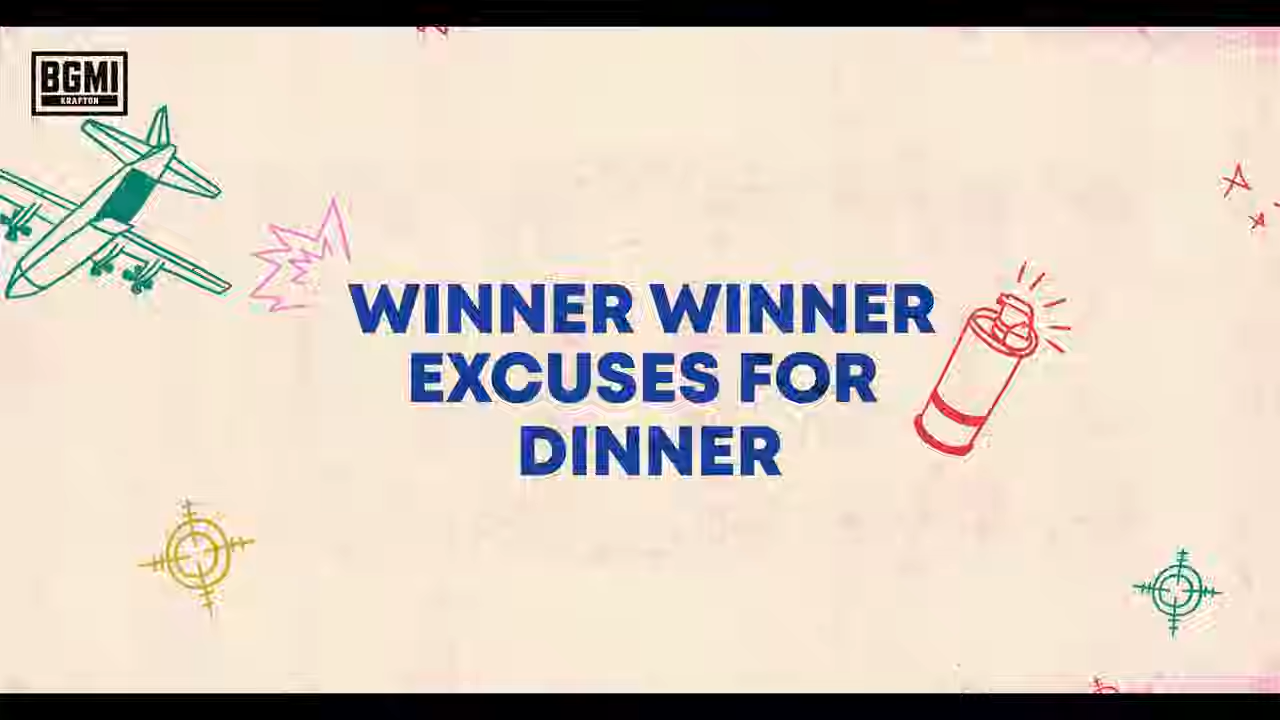 BGMI
KRAFTON
WINNER WINNER
EXCUSES FOR
DINNER